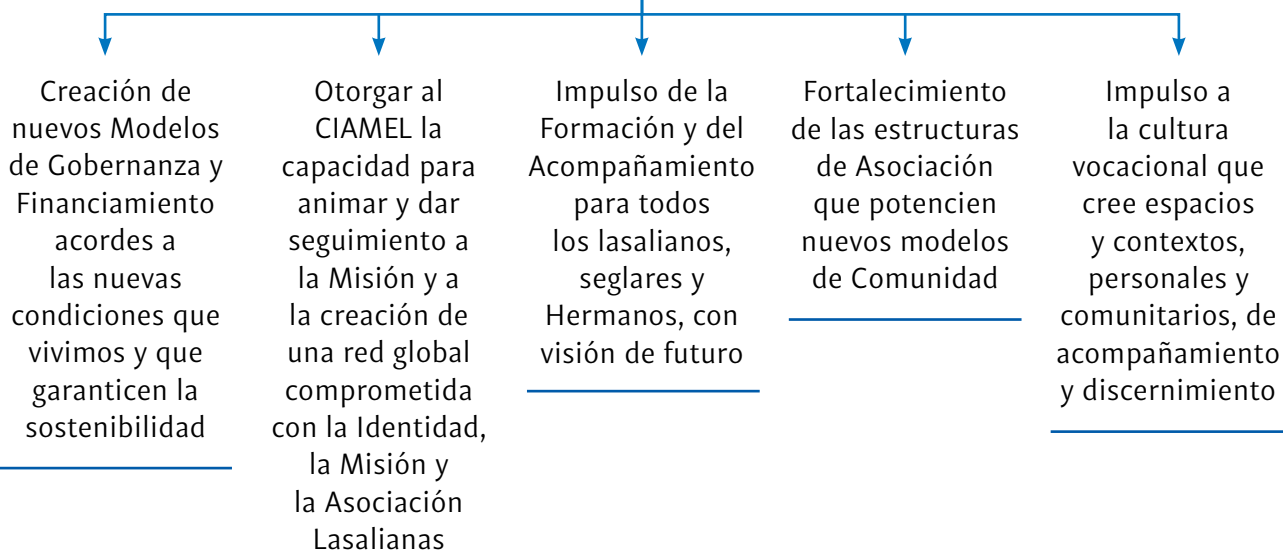 Creación de
nuevos Modelos
de Gobernanza y
Financiamiento
acordes a
las nuevas
condiciones que
vivimos y que
garanticen la
sostenibilidad
Otorgar al
CIAMEL la
capacidad para
animar y dar
seguimiento a
la Misión y a
la creación de
una red global
comprometida
con la Identidad,
la Misión y
la Asociación
Lasalianas
Impulso de la
Formación y del
Acompañamiento
para todos
los lasalianos,
seglares y
Hermanos, con
visión de futuro
Fortalecimiento
de las estructuras
de Asociación
que potencien
nuevos modelos
de Comunidad
Impulso a
la cultura
vocacional que
cree espacios
y contextos,
personales y
comunitarios, de
acompañamiento
y discernimiento